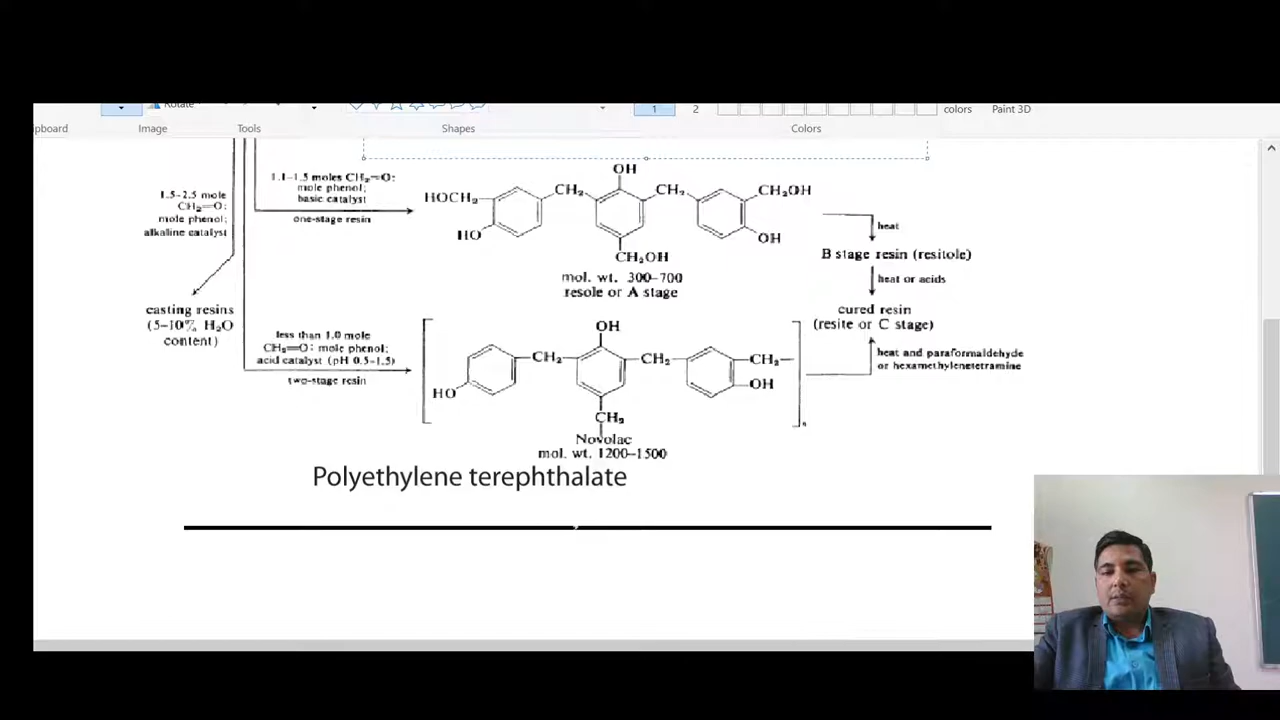 Rotate
1
2
colors
Paint 3D
ipboard
Image
Tools
Shapes
Colors
1.5-2.5 mole
CH₂=O:
mole phenol;
alkaline catalyst
1.1-1.5 moles CH₂=O:
mole phenol;
basic catalyst
one-stage resin
OH
HOCH₂
CH₂
CH₂
CH₂OH
HO
OH
CH₂OH
mol. wt. 300-700
resole or A stage
heat
B stage resin (resitole)
heat or acids
cured resin
(resite or C stage)
heat and paraformaldehyde
or hexamethylenetetramine
casting resins
(5-10% H₂O
content)
less than 1.0 mole
CH₂=O: mole phenol;
acid catalyst (pH 0.5-1.5)
two-stage resin
OH
CH₂
CH₂
CH₂
HO
OH
CH₂
Novolac
mol. wt. 1200-1500
Polyethylene terephthalate